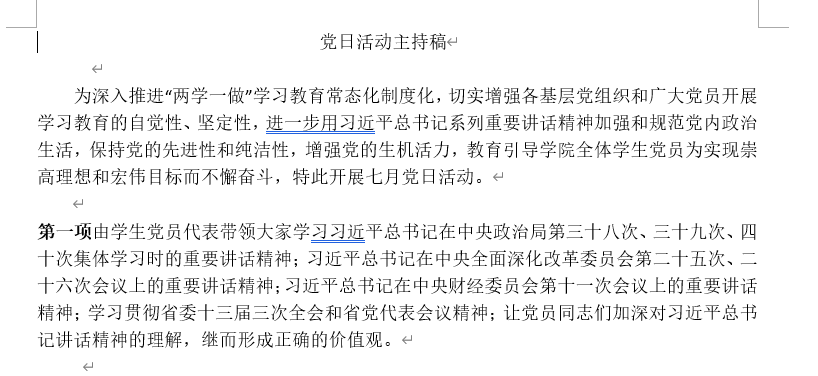 党日活动主持稿
为深入推进“两学一做”学习教育常态化制度化，切实增强各基层党组织和广大党员开展
学习教育的自觉性、坚定性，进一步用习近平总书记系列重要讲话精神加强和规范党内政治
生活，保持党的先进性和纯洁性，增强党的生机活力，教育引导学院全体学生党员为实现崇
高理想和宏伟目标而不懈奋斗，特此开展七月党日活动。
第一项由学生党员代表带领大家学习习近平总书记在中央政治局第三十八次、三十九次、四
十次集体学习时的重要讲话精神；习近平总书记在中央全面深化改革委员会第二十五次、二
十六次会议上的重要讲话精神；习近平总书记在中央财经委员会第十一次会议上的重要讲话
精神；学习贯彻省委十三届三次全会和省党代表会议精神；让党员同志们加深对习近平总书
记讲话精神的理解，继而形成正确的价值观。